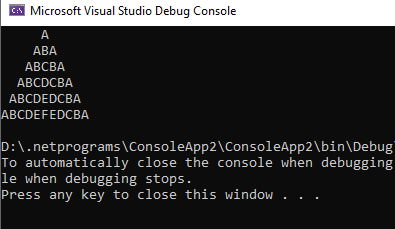 Microsoft Visual Studio Debug Console
A
ABA
ABCBA
ABCDCBA
ABCDEDCBA
ABCDEFEDCBA
D:\.netprograms\ConsoleApp2\ConsoleApp2\bin\Debug
To automatically close the console when debugging
le when debugging stops.
Press any key to close this window . . .